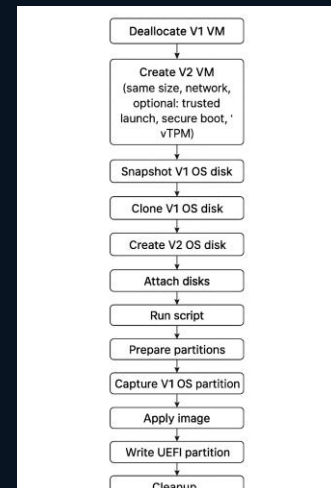 Deallocate V1 VM
Create V2 VM
(same size, network,
optional: trusted
launch, secure boot, '
vTPM)
Snapshot V1 OS disk
Clone V1 OS disk
Create V2 OS disk
Attach disks
Run script
Prepare partitions
Capture V1 OS partition
Apply image
Write UEFI partition
Cleanup